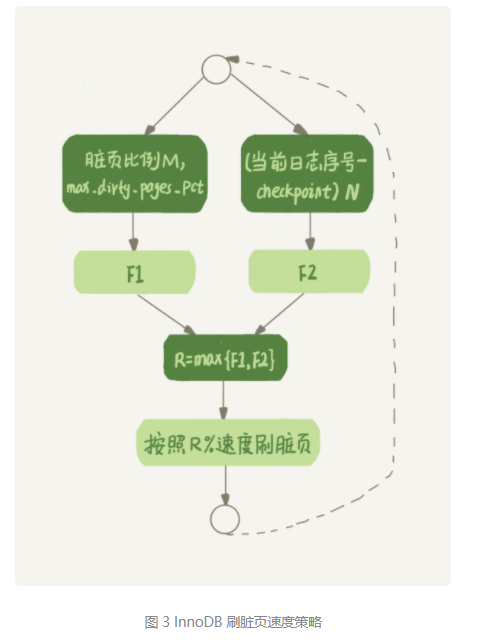 脏页比例M,
max_dirty_pages_pct
(当前日志序号-
checkpoint) N
F1
F2
R=max{F1,F2}
按照R%速度刷脏页
图 3 InnoDB 刷脏页速度策略